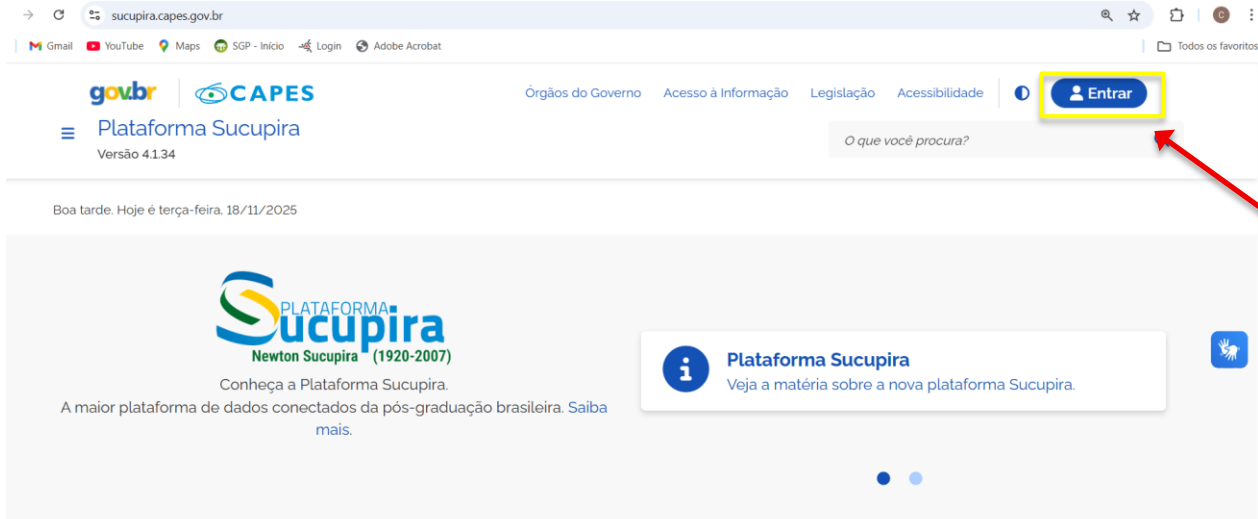 sucupira.capes.gov.br
Gmail YouTube Maps SGP - Início Login Adobe Acrobat Todos os favoritos
gov.br CAPES Órgãos do Governo Acesso à Informação Legislação Acessibilidade Entrar
Plataforma Sucupira
O que você procura?
Versão 4.1.34
Boa tarde. Hoje é terça-feira, 18/11/2025
PLATAFORMA
Sucupira
Newton Sucupira (1920-2007)
Conheça a Plataforma Sucupira.
A maior plataforma de dados conectados da pós-graduação brasileira. Saiba
mais.
Plataforma Sucupira
Veja a matéria sobre a nova plataforma Sucupira.